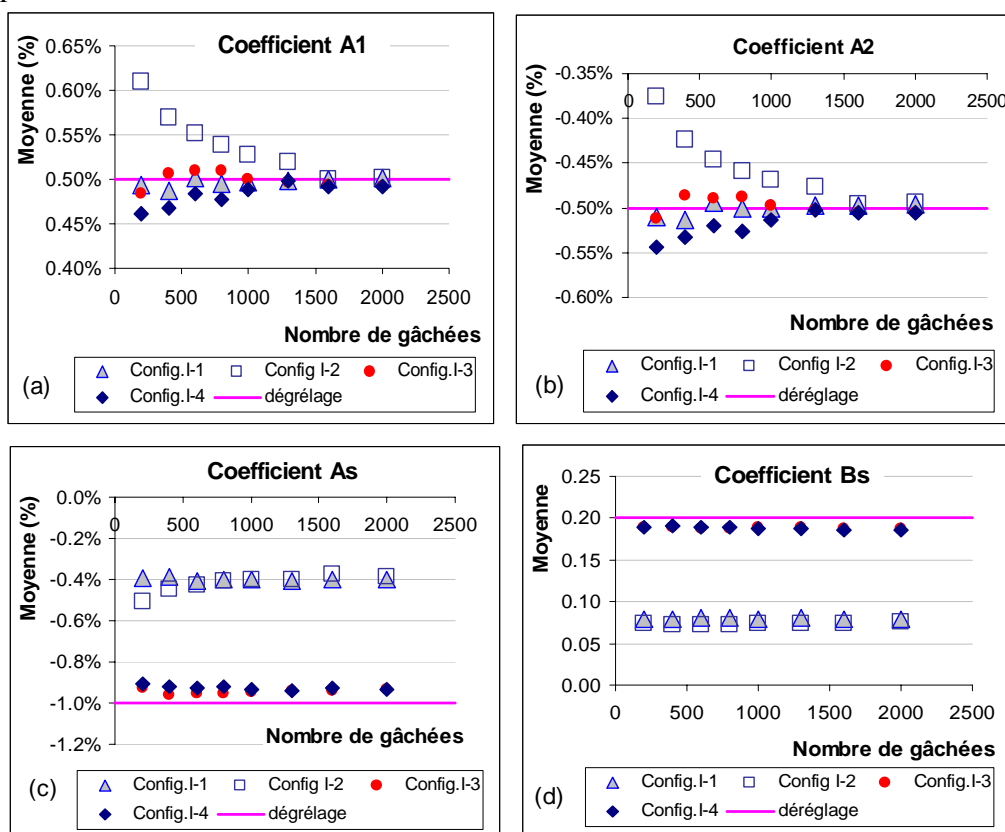 Coefficient A1
Moyenne (%)
0.65%
0.60%
0.55%
0.50%
0.45%
0.40%
0 500 1000 1500 2000 2500
Nombre de gâchées
(a)
Config.I-1 Config I-2 Config.I-3
Config.I-4 dégrélage
Coefficient A2
Moyenne (%)
-0.35%
0 500 1000 1500 2000 2500
-0.40%
-0.45%
-0.50%
-0.55%
-0.60%
Nombre de gâchées
(b)
Config.I-1 Config I-2 Config.I-3
Config.I-4 déréglage
Coefficient As
Moyenne (%)
0.0%
0 500 1000 1500 2000 2500
-0.2%
-0.4%
-0.6%
-0.8%
-1.0%
-1.2%
Nombre de gâchées
(c)
Config.I-1 Config I-2 Config.I-3
Config.I-4 dégrélage
Coefficient Bs
Moyenne
0.20
0.15
0.10
0.05
0.00
0 500 1000 1500 2000 2500
Nombre de gâchées
(d)
Config.I-1 Config I-2 Config.I-3
Config.I-4 déréglage